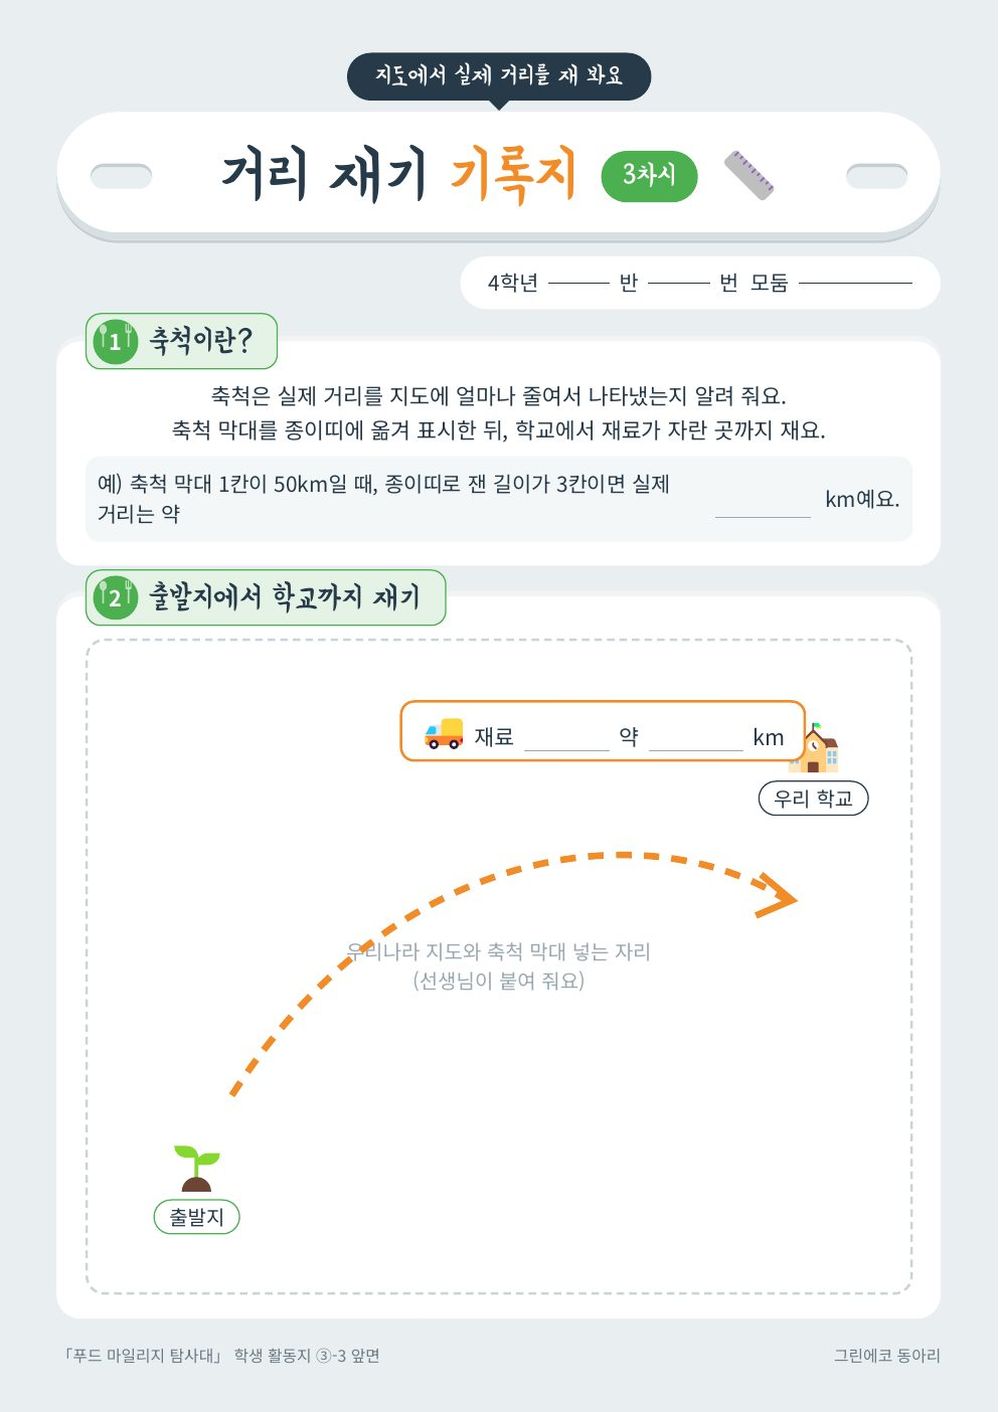 지도에서 실제 거리를 재 봐요
거리 재기 기록지 3차시
4학년 반 번 모둠
1 축척이란?
축척은 실제 거리를 지도에 얼마나 줄여서 나타냈는지 알려 줘요.
축척 막대를 종이띠에 옮겨 표시한 뒤, 학교에서 재료가 자란 곳까지 재요.
예) 축척 막대 1칸이 50km일 때, 종이띠로 잰 길이가 3칸이면 실제
거리는 약 km예요.
2 출발지에서 학교까지 재기
재료 약 km
우리 학교
우리나라 지도와 축척 막대 넣는 자리
(선생님이 붙여 줘요)
출발지
「푸드 마일리지 탐사대」 학생 활동지 ③-3 앞면
그린에코 동아리